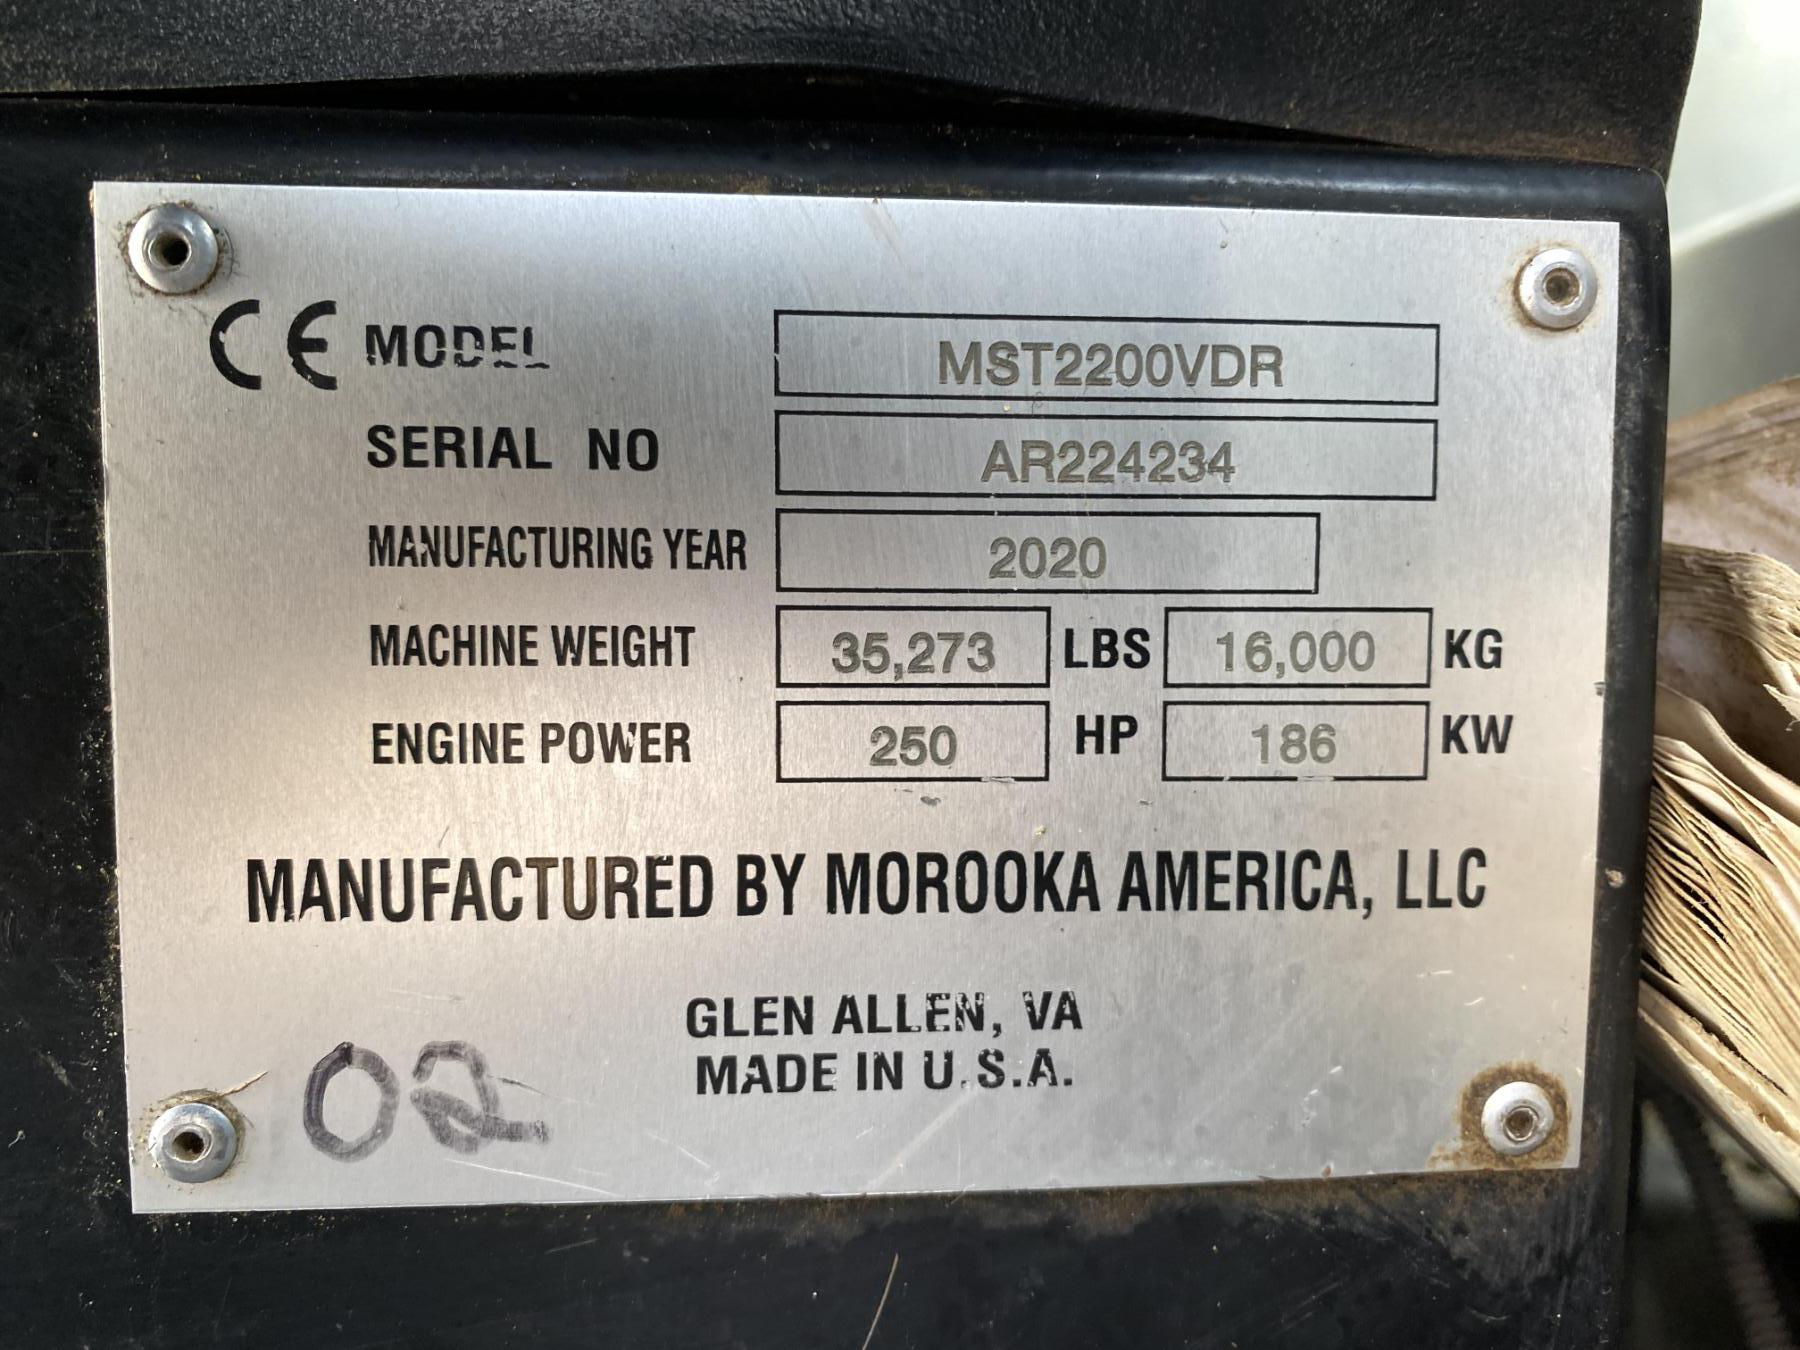 CE MODEL MST2200VDR
SERIAL NO AR224234
MANUFACTURING YEAR 2020
MACHINE WEIGHT 35,273 LBS 16,000 KG
ENGINE POWER 250 HP 186 KW
MANUFACTURED BY MOROOKA AMERICA, LLC
GLEN ALLEN, VA
MADE IN U.S.A.
02